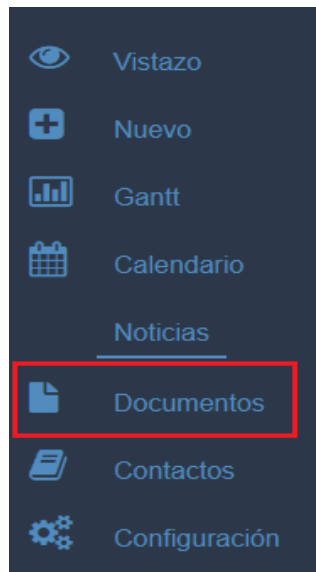 Vistazo
Nuevo
Gantt
Calendario
Noticias
Documentos
Contactos
Configuración